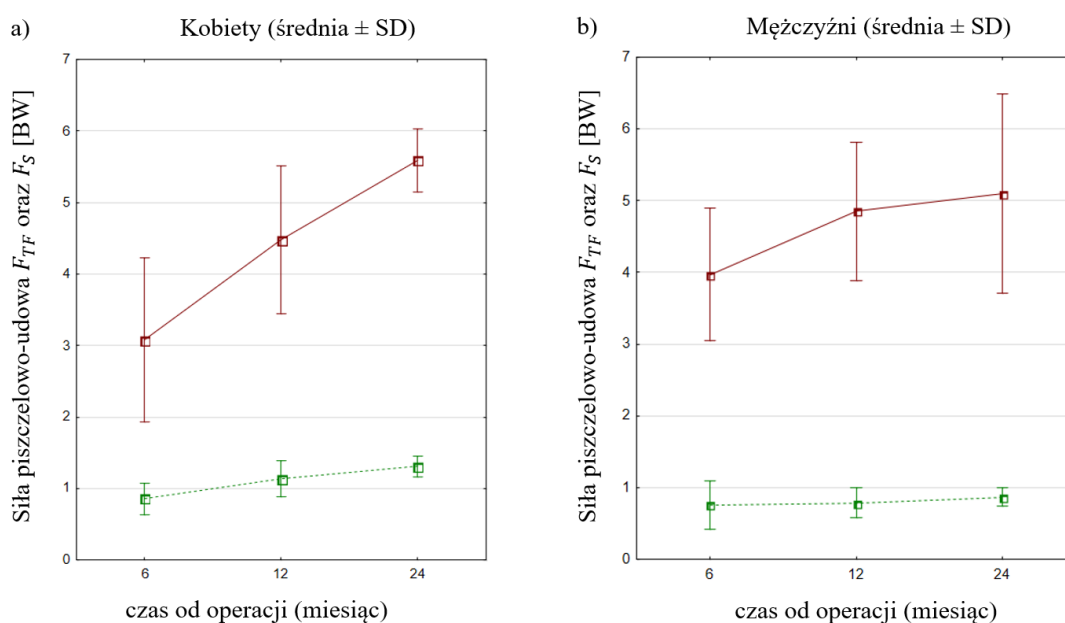 a)
Kobiety (średnia ± SD)
Siła piszczelowo-udowa F_TF oraz F_S [BW]
7
6
5
4
3
2
1
0
6
12
24
czas od operacji (miesiąc)
b)
Mężczyźni (średnia ± SD)
Siła piszczelowo-udowa F_TF oraz F_S [BW]
7
6
5
4
3
2
1
0
6
12
24
czas od operacji (miesiąc)